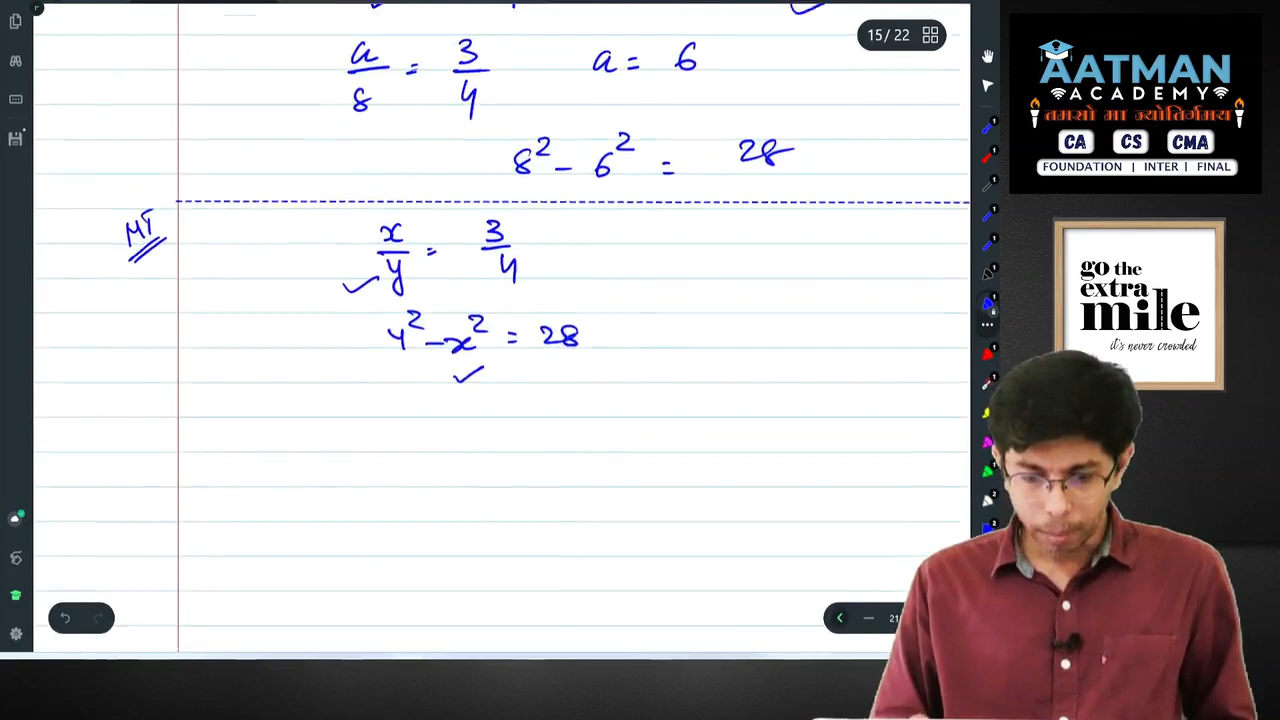 15 / 22
a/8 = 3/4 a = 6
8² - 6² = 28
MT
x/y = 3/4
y² - x² = 28
AATMAN
ACADEMY
तमसो मा ज्योतिर्गमय
CA CS CMA
FOUNDATION | INTER | FINAL
go the
extra
mile
it's never crowded